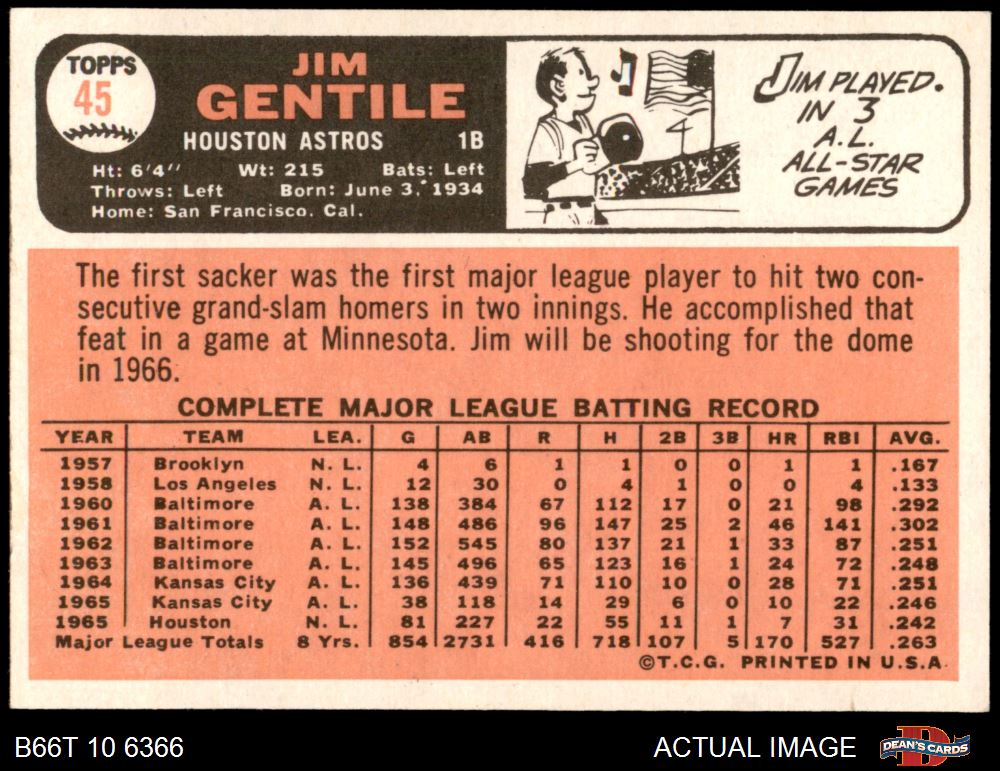 TOPPS
45
JIM
GENTILE
HOUSTON ASTROS 1B
Ht: 6'4" Wt: 215 Bats: Left
Throws: Left Born: June 3, 1934
Home: San Francisco. Cal.
JIM PLAYED.
IN 3
A.L.
ALL-STAR
GAMES
4
The first sacker was the first major league player to hit two con-
secutive grand-slam homers in two innings. He accomplished that
feat in a game at Minnesota. Jim will be shooting for the dome
in 1966.
COMPLETE MAJOR LEAGUE BATTING RECORD
YEAR TEAM LEA. G AB R H 2B 3B HR RBI AVG.
1957 Brooklyn N. L. 4 6 1 1 0 0 1 1 .167
1958 Los Angeles N. L. 12 30 0 4 1 0 0 4 .133
1960 Baltimore A. L. 138 384 67 112 17 0 21 98 .292
1961 Baltimore A. L. 148 486 96 147 25 2 46 141 .302
1962 Baltimore A. L. 152 545 80 137 21 1 33 87 .251
1963 Baltimore A. L. 145 496 65 123 16 1 24 72 .248
1964 Kansas City A. L. 136 439 71 110 10 0 28 71 .251
1965 Kansas City A. L. 38 118 14 29 6 0 10 22 .246
1965 Houston N. L. 81 227 22 55 11 1 7 31 .242
Major League Totals 8 Yrs. 854 2731 416 718 107 5 170 527 .263
©T.C.G. PRINTED IN U.S.A.
B66T 10 6366 ACTUAL IMAGE DEAN'S CARDS